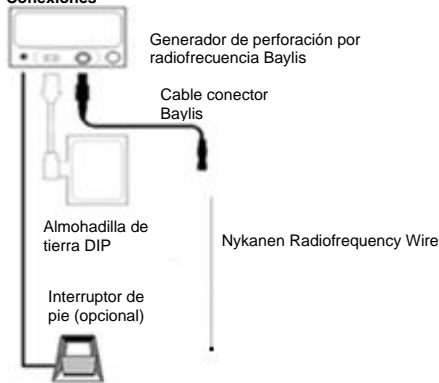 Conexiones
Generador de perforación por
radiofrecuencia Baylis
Cable conector
Baylis
Almohadilla de
tierra DIP
Nykanen Radiofrequency Wire
Interruptor de
pie (opcional)